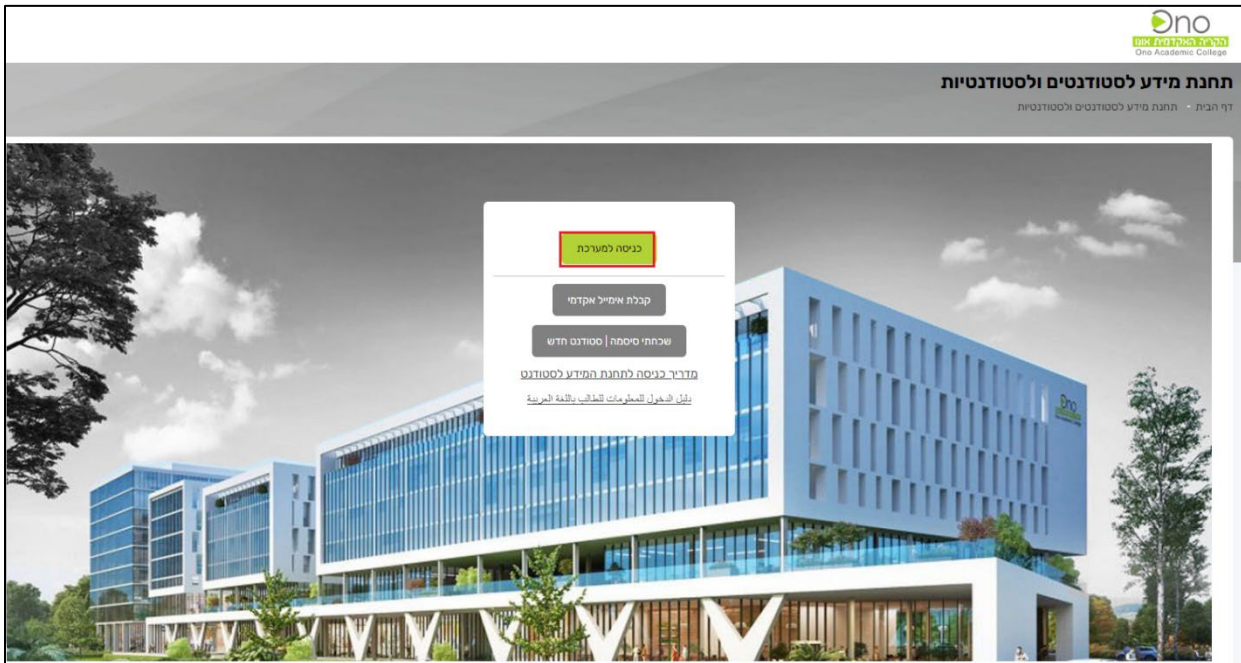 Ono
הקריה האקדמית אונו
Ono Academic College
תחנת מידע לסטודנטים ולסטודנטיות
דף הבית - תחנת מידע לסטודנטים ולסטודנטיות
כניסה למערכת
קבלת אימייל אקדמי
שכחתי סיסמה | סטודנט חדש
מדריך כניסה לתחנת המידע לסטודנט
دليل الدخول للمعلومات للطالب باللغة العربية
Ono